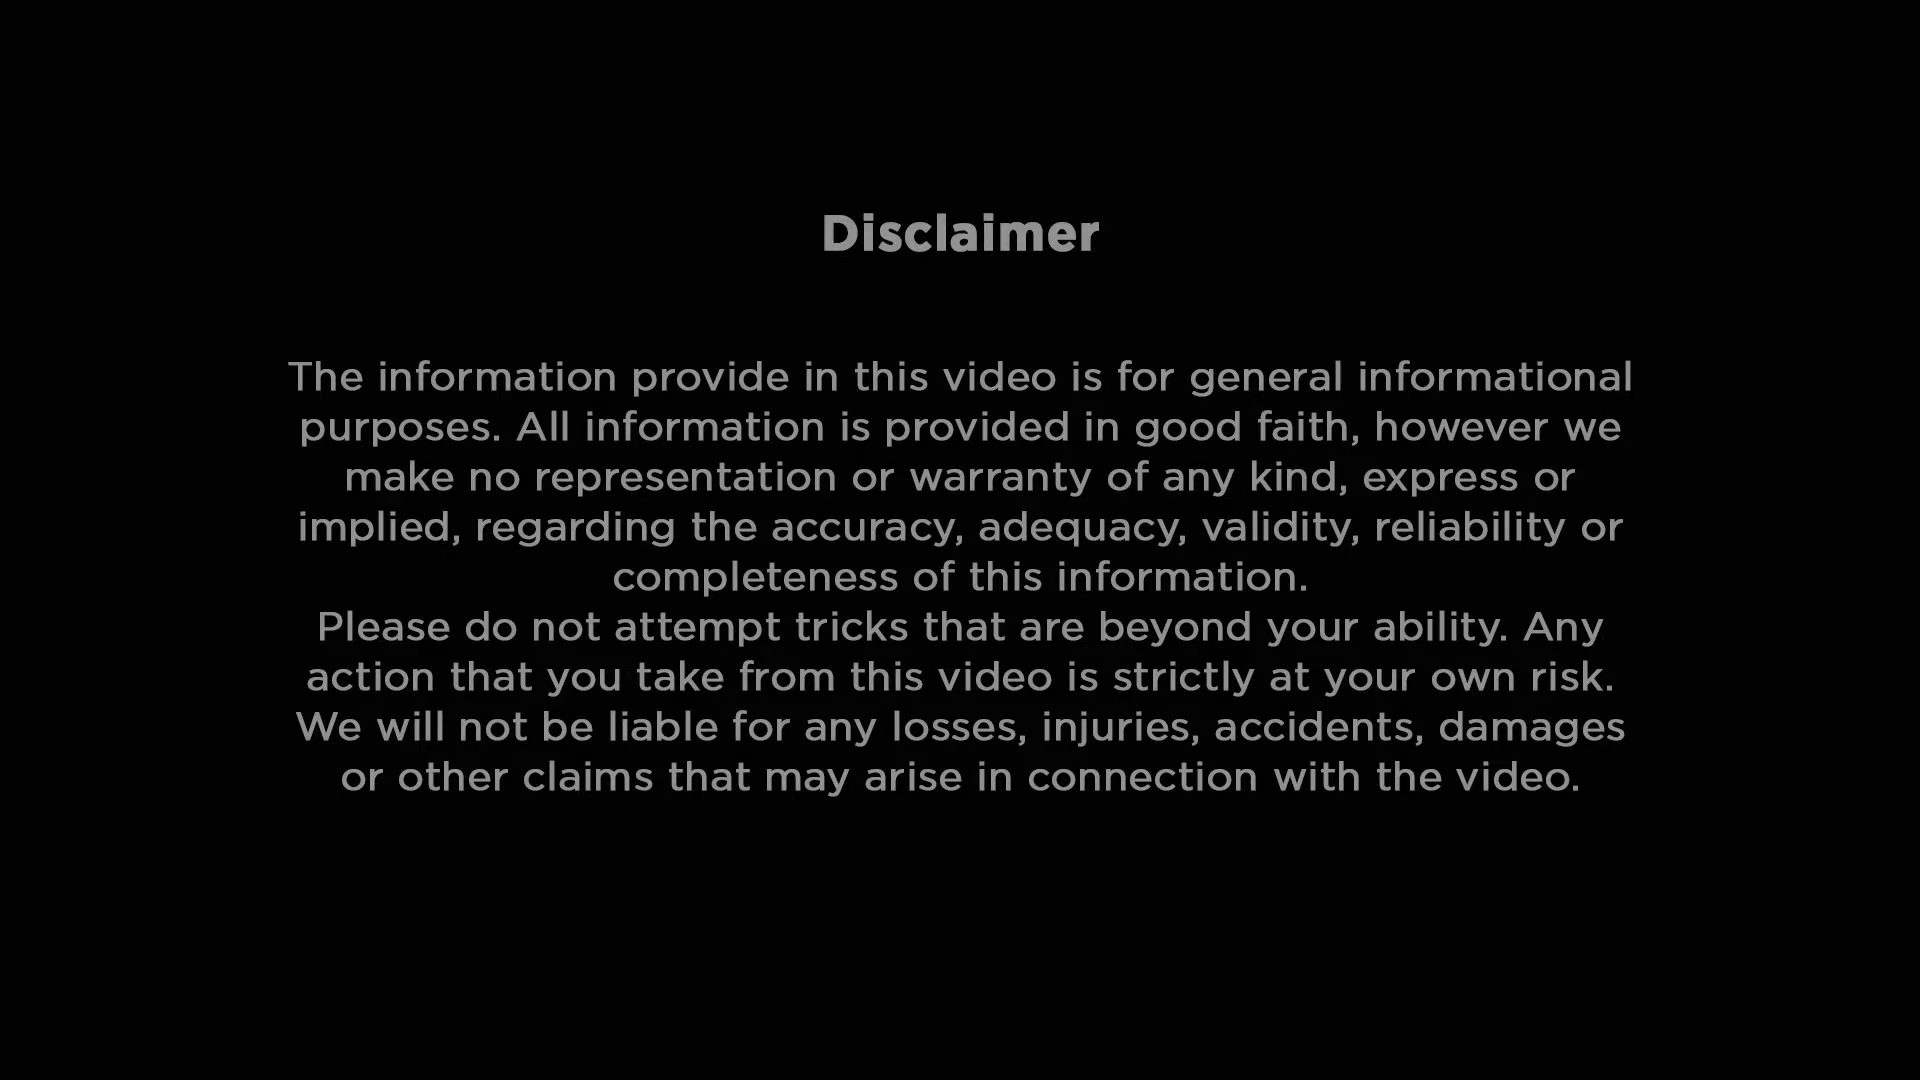 Disclaimer
The information provide in this video is for general informational
purposes. All information is provided in good faith, however we
make no representation or warranty of any kind, express or
implied, regarding the accuracy, adequacy, validity, reliability or
completeness of this information.
Please do not attempt tricks that are beyond your ability. Any
action that you take from this video is strictly at your own risk.
We will not be liable for any losses, injuries, accidents, damages
or other claims that may arise in connection with the video.